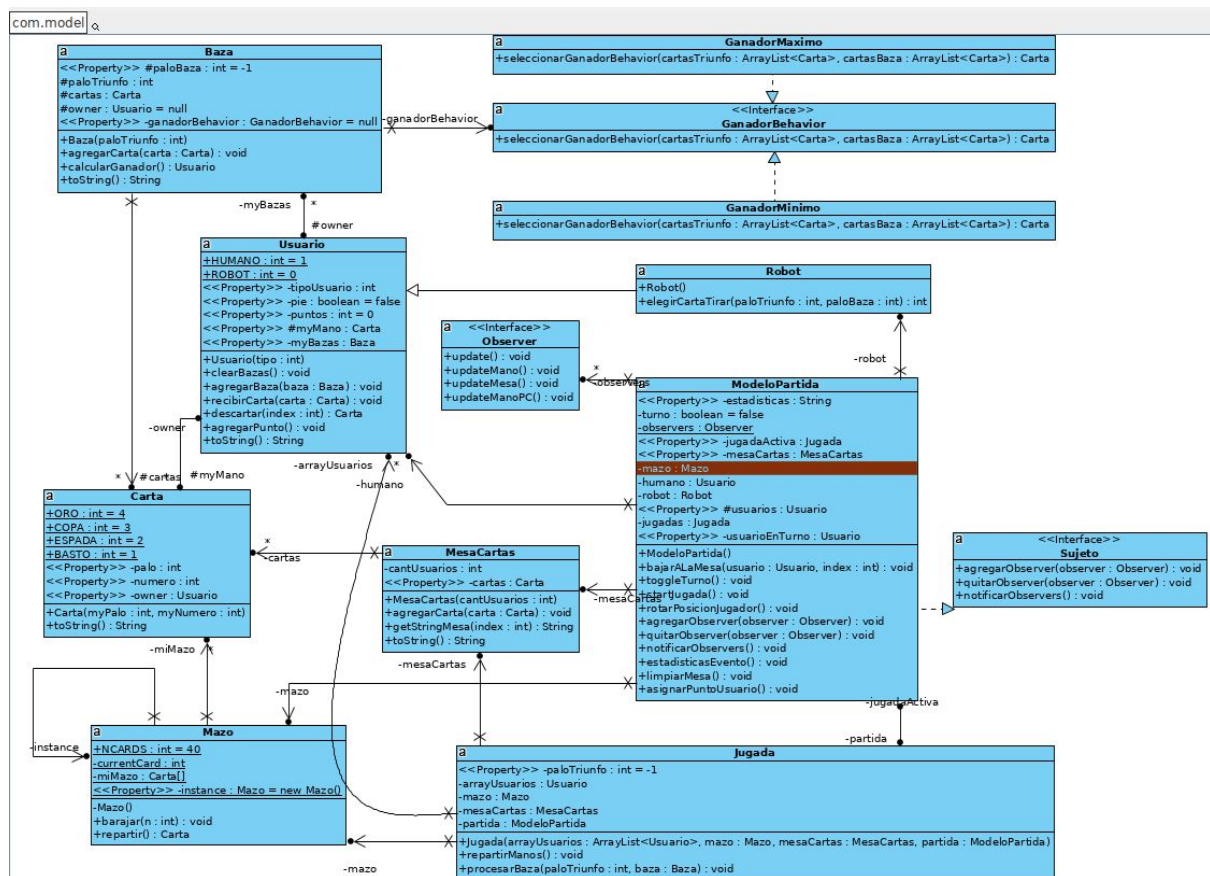 com.model
a
Baza
<<Property>> #paloBaza : int = -1
#paloTriunfo : int
#cartas : Carta
#owner : Usuario = null
<<Property>> -ganadorBehavior : GanadorBehavior = null
+Baza(paloTriunfo : int)
+agregarCarta(carta : Carta) : void
+calcularGanador() : Usuario
+toString() : String
-ganadorBehavior
a
GanadorMaximo
+seleccionarGanadorBehavior(cartasTriunfo : ArrayList<Carta>, cartasBaza : ArrayList<Carta>) : Carta
a
<<Interface>>
GanadorBehavior
+seleccionarGanadorBehavior(cartasTriunfo : ArrayList<Carta>, cartasBaza : ArrayList<Carta>) : Carta
a
GanadorMinimo
+seleccionarGanadorBehavior(cartasTriunfo : ArrayList<Carta>, cartasBaza : ArrayList<Carta>) : Carta
-myBazas
*
#owner
a
Usuario
+HUMANO : int = 1
+ROBOT : int = 0
<<Property>> -tipoUsuario : int
<<Property>> -pie : boolean = false
<<Property>> -puntos : int = 0
<<Property>> #myMano : Carta
<<Property>> -myBazas : Baza
+Usuario(tipo : int)
+clearBazas() : void
+agregarBaza(baza : Baza) : void
+recibirCarta(carta : Carta) : void
+descartar(index : int) : Carta
+agregarPunto() : void
+toString() : String
a
Robot
+Robot()
+elegirCartaTirar(paloTriunfo : int, paloBaza : int) : int
-robot
a
<<Interface>>
Observer
+update() : void
+updateMano() : void
+updateMesa() : void
+updateManoPC() : void
*
-observers
a
ModeloPartida
<<Property>> -estadisticas : String
-turno : boolean = false
-observers : Observer
<<Property>> -jugadaActiva : Jugada
<<Property>> -mesaCartas : MesaCartas
-mazo : Mazo
-humano : Usuario
-robot : Robot
<<Property>> #usuarios : Usuario
-jugadas : Jugada
<<Property>> -usuarioEnTurno : Usuario
+ModeloPartida()
+bajarALaMesa(usuario : Usuario, index : int) : void
+toggleTurno() : void
+startJugada() : void
+rotarPosicionJugador() : void
+agregarObserver(observer : Observer) : void
+quitarObserver(observer : Observer) : void
+notificarObservers() : void
+estadisticasEvento() : void
+limpiarMesa() : void
+asignarPuntoUsuario() : void
a
<<Interface>>
Sujeto
+agregarObserver(observer : Observer) : void
+quitarObserver(observer : Observer) : void
+notificarObservers() : void
-owner
-arrayUsuarios
*
-humano
*
#cartas
*
#myMano
a
Carta
+ORO : int = 4
+COPA : int = 3
+ESPADA : int = 2
+BASTO : int = 1
<<Property>> -palo : int
<<Property>> -numero : int
<<Property>> -owner : Usuario
+Carta(myPalo : int, myNumero : int)
+toString() : String
*
-cartas
a
MesaCartas
-cantUsuarios : int
<<Property>> -cartas : Carta
+MesaCartas(cantUsuarios : int)
+agregarCarta(carta : Carta) : void
+getStringMesa(index : int) : String
+toString() : String
-mesaCartas
-miMazo
*
-mesaCartas
-mazo
-jugadaActiva
-partida
-instance
a
Mazo
+NCARDS : int = 40
-currentCard : int
-miMazo : Carta[]
<<Property>> -instance : Mazo = new Mazo()
-Mazo()
+barajar(n : int) : void
+repartir() : Carta
-mazo
a
Jugada
<<Property>> -paloTriunfo : int = -1
-arrayUsuarios : Usuario
-mazo : Mazo
-mesaCartas : MesaCartas
-partida : ModeloPartida
+Jugada(arrayUsuarios : ArrayList<Usuario>, mazo : Mazo, mesaCartas : MesaCartas, partida : ModeloPartida)
+repartirManos() : void
+procesarBaza(paloTriunfo : int, baza : Baza) : void